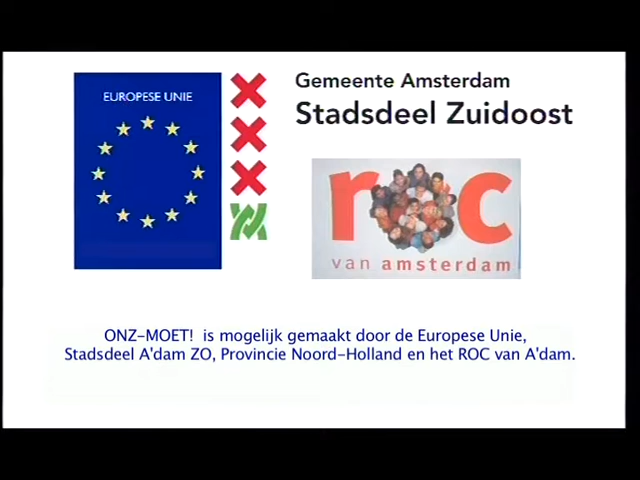 EUROPESE UNIE
Gemeente Amsterdam
Stadsdeel Zuidoost
roc
van amsterdam
ONZ-MOET! is mogelijk gemaakt door de Europese Unie,
Stadsdeel A'dam ZO, Provincie Noord-Holland en het ROC van A'dam.